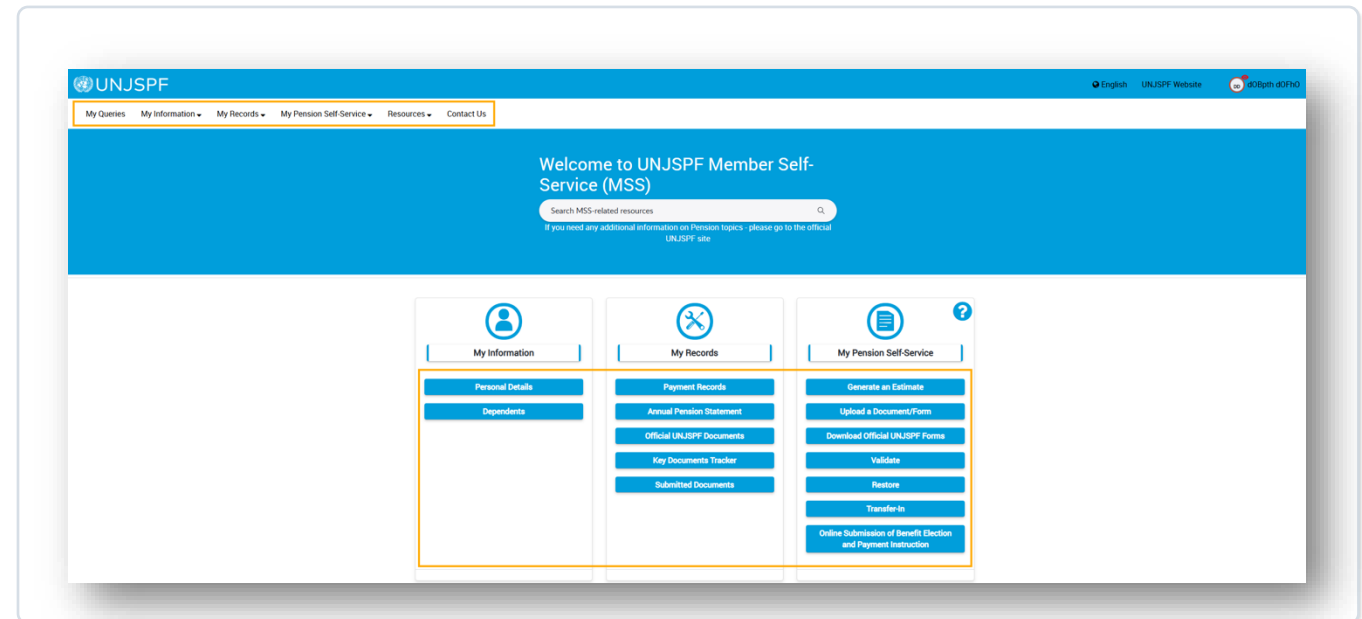 UNJSPF
English UNJSPF Website d0Bpth d0Fh0
My Queries My Information My Records My Pension Self-Service Resources Contact Us
Welcome to UNJSPF Member Self-
Service (MSS)
Search MSS-related resources
If you need any additional information on Pension topics - please go to the official
UNJSPF site
?
My Information
Personal Details
Dependents
My Records
Payment Records
Annual Pension Statement
Official UNJSPF Documents
Key Documents Tracker
Submitted Documents
My Pension Self-Service
Generate an Estimate
Upload a Document/Form
Download Official UNJSPF Forms
Validate
Restore
Transfer-In
Online Submission of Benefit Election
and Payment Instruction